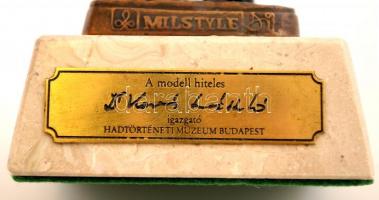 MILSTYLE
A modell hiteles
igazgató
HADTÖRTÉNETI MÚZEUM BUDAPEST